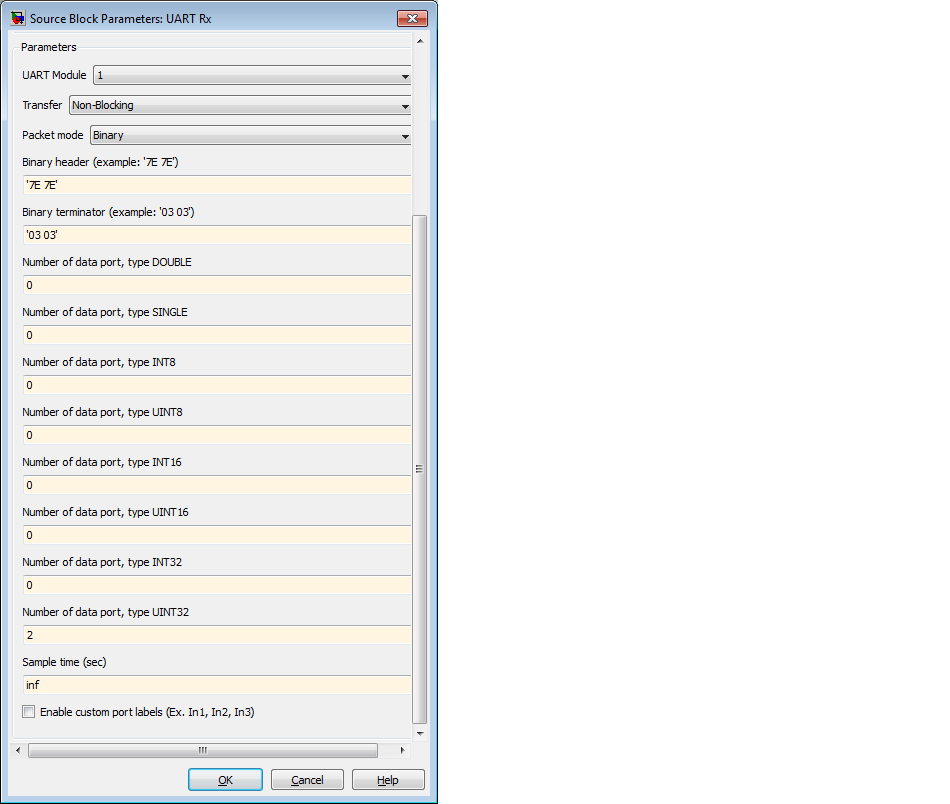 Source Block Parameters: UART Rx
Parameters
UART Module 1
Transfer Non-Blocking
Packet mode Binary
Binary header (example: '7E 7E')
'7E 7E'
Binary terminator (example: '03 03')
'03 03'
Number of data port, type DOUBLE
0
Number of data port, type SINGLE
0
Number of data port, type INT8
0
Number of data port, type UINT8
0
Number of data port, type INT16
0
Number of data port, type UINT16
0
Number of data port, type INT32
0
Number of data port, type UINT32
2
Sample time (sec)
inf
Enable custom port labels (Ex. In1, In2, In3)
OK Cancel Help